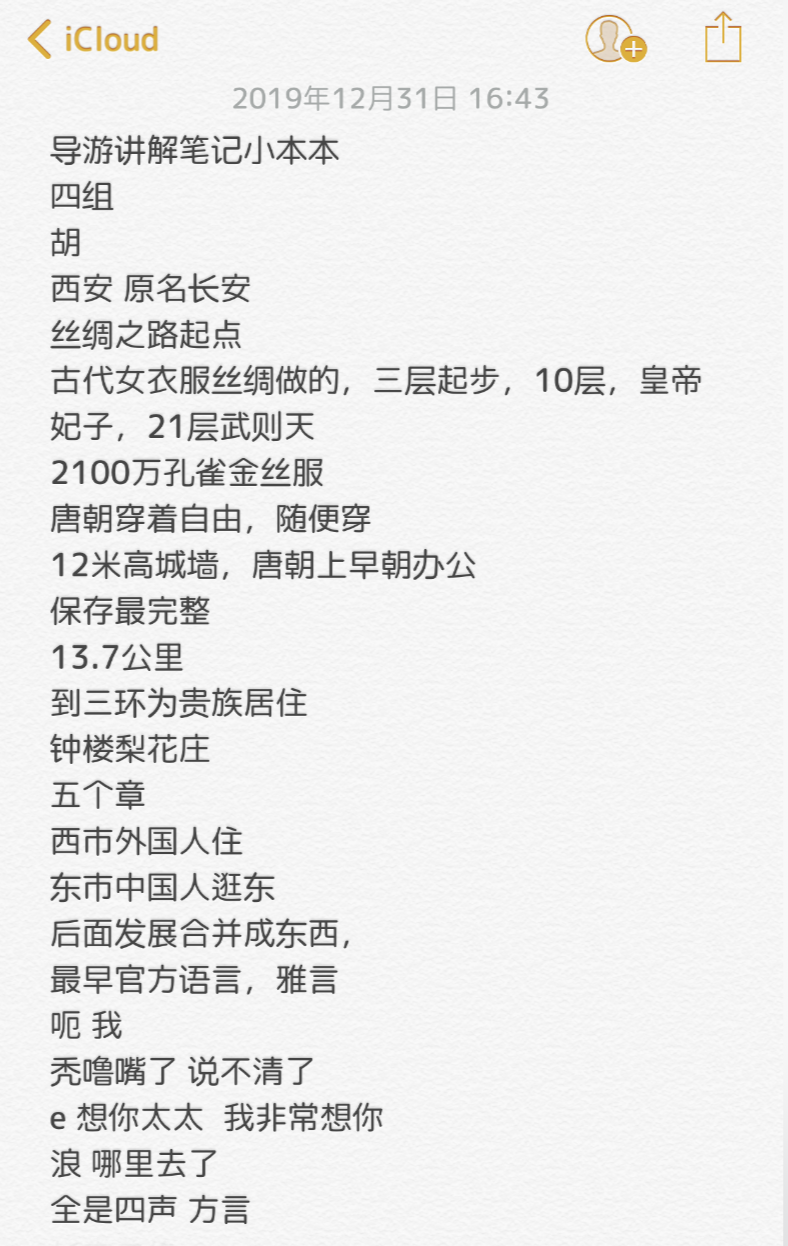 iCloud
2019年12月31日 16:43
导游讲解笔记小本本
四组
胡
西安 原名长安
丝绸之路起点
古代女衣服丝绸做的，三层起步，10层，皇帝
妃子，21层武则天
2100万孔雀金丝服
唐朝穿着自由，随便穿
12米高城墙，唐朝上早朝办公
保存最完整
13.7公里
到三环为贵族居住
钟楼梨花庄
五个章
西市外国人住
东市中国人逛东
后面发展合并成东西，
最早官方语言，雅言
呃 我
秃噜嘴了 说不清了
e 想你太太  我非常想你
浪 哪里去了
全是四声 方言